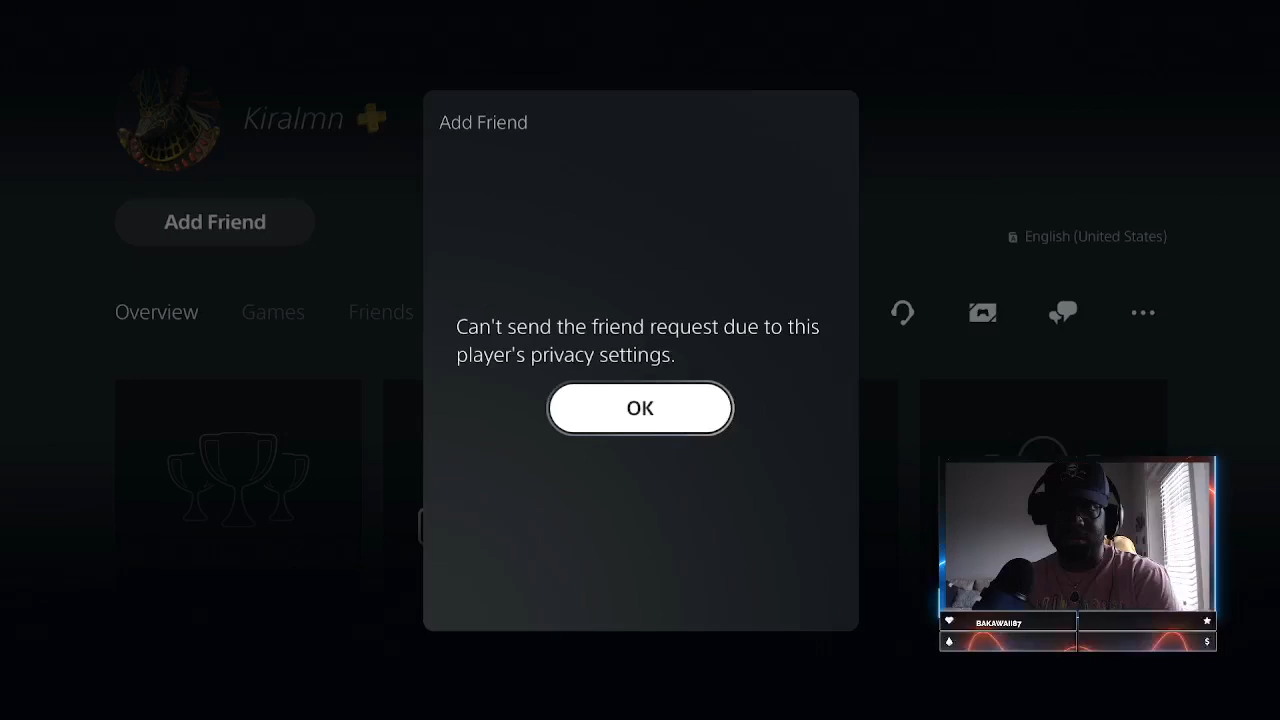 Kiralmn
Add Friend
Add Friend
English (United States)
Overview
Games
Friends
Can't send the friend request due to this
player's privacy settings.
OK
BAKAWAII87
$